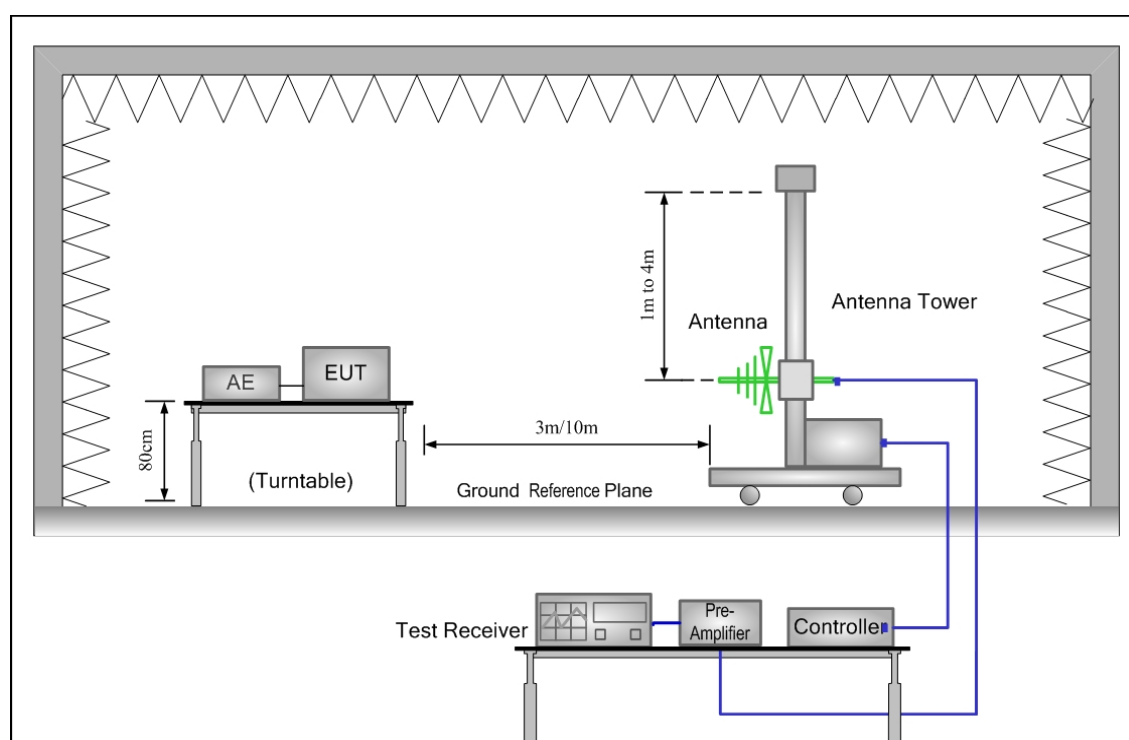 1m to 4m
Antenna Tower
Antenna
AE
EUT
80cm
3m/10m
(Turntable)
Ground Reference Plane
Test Receiver
Pre-
Amplifier
Controller